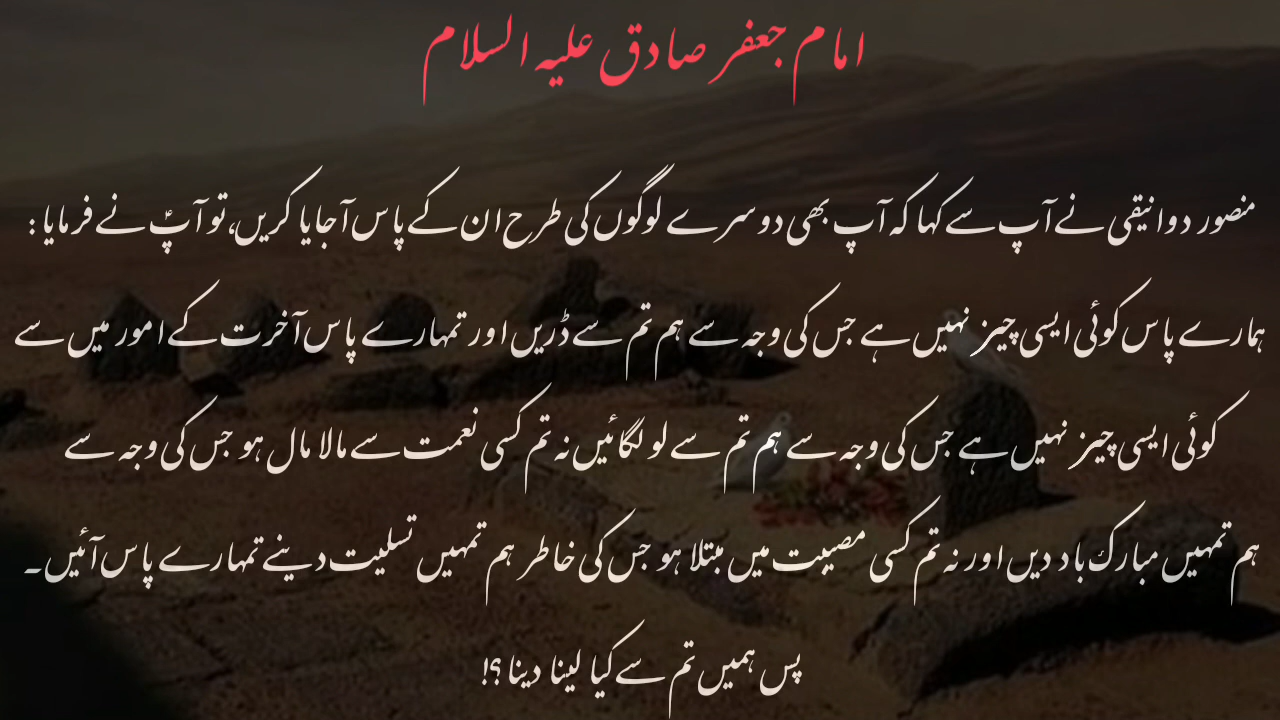 امام جعفر صادق علیہ السلام
منصور دوانیقی نے آپ سے کہا کہ آپ بھی دوسرے لوگوں کی طرح ان کے پاس آجایا کریں، تو آپؑ نے فرمایا :
ہمارے پاس کوئی ایسی چیز نہیں ہے جس کی وجہ سے ہم تم سے ڈریں اور تمہارے پاس آخرت کے امور میں سے
کوئی ایسی چیز نہیں ہے جس کی وجہ سے ہم تم سے لو لگائیں نہ تم کسی نعمت سے مالا مال ہو جس کی وجہ سے
ہم تمہیں مبارک باد دیں اور نہ تم کسی مصیبت میں مبتلا ہو جس کی خاطر ہم تمہیں تسلیت دینے تمہارے پاس آئیں۔
پس ہمیں تم سے کیا لینا دینا ؟!